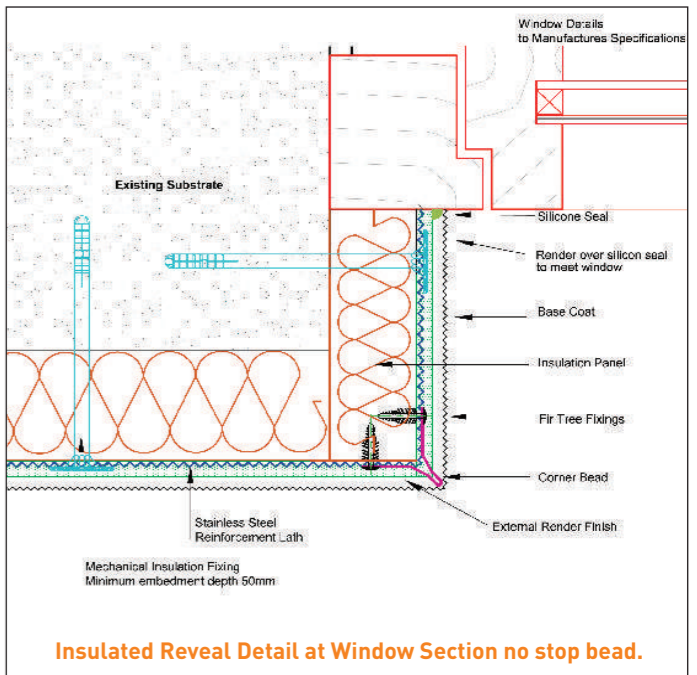 Window Details
to Manufactures Specifications
Existing Substrate
Silicone Seal
Render over silicon seal
to meet window
Base Coat
Insulation Panel
Fir Tree Fixings
Corner Bead
External Render Finish
Stainless Steel
Reinforcement Lath
Mechanical Insulation Fixing
Minimum embedment depth 50mm
Insulated Reveal Detail at Window Section no stop bead.